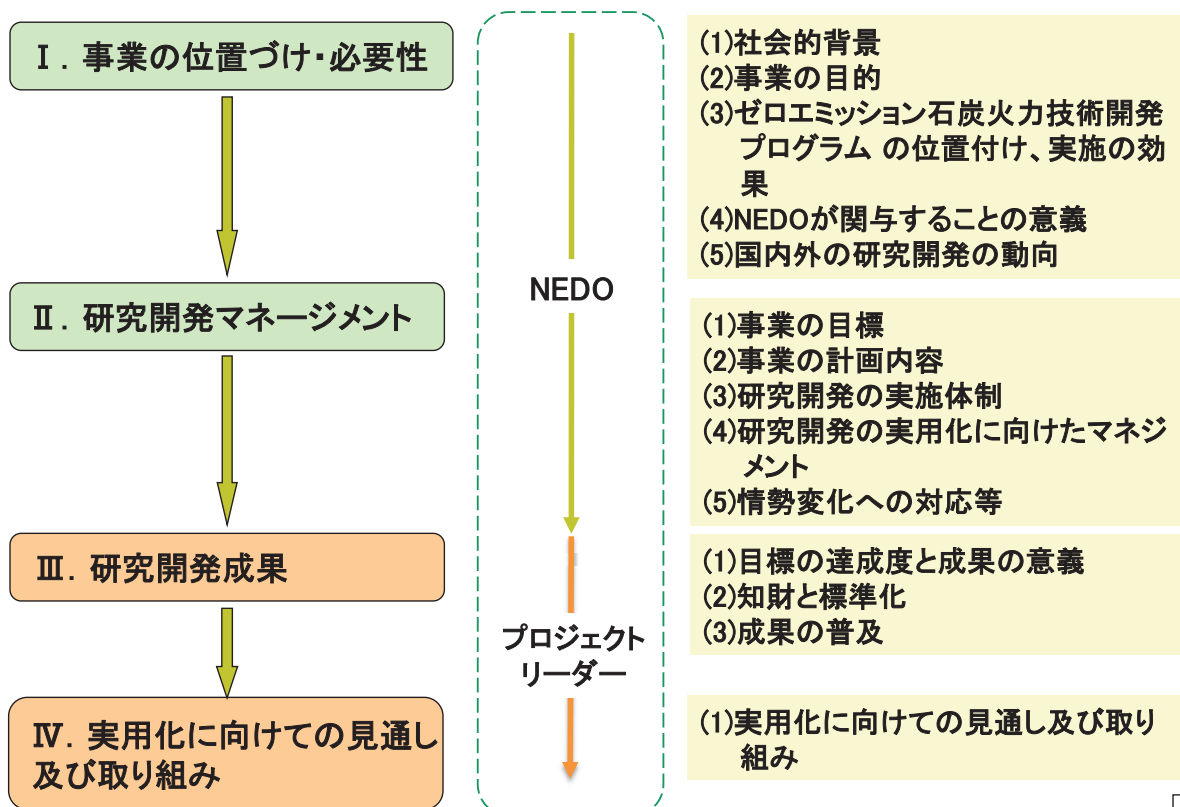 Ⅰ．事業の位置づけ・必要性
(1)社会的背景
(2)事業の目的
(3)ゼロエミッション石炭火力技術開発
プログラム の位置付け、実施の効
果
(4)NEDOが関与することの意義
(5)国内外の研究開発の動向
NEDO
Ⅱ．研究開発マネージメント
(1)事業の目標
(2)事業の計画内容
(3)研究開発の実施体制
(4)研究開発の実用化に向けたマネジ
メント
(5)情勢変化への対応等
Ⅲ．研究開発成果
(1)目標の達成度と成果の意義
(2)知財と標準化
(3)成果の普及
プロジェクト
リーダー
Ⅳ．実用化に向けての見通し
及び取り組み
(1)実用化に向けての見通し及び取り
組み